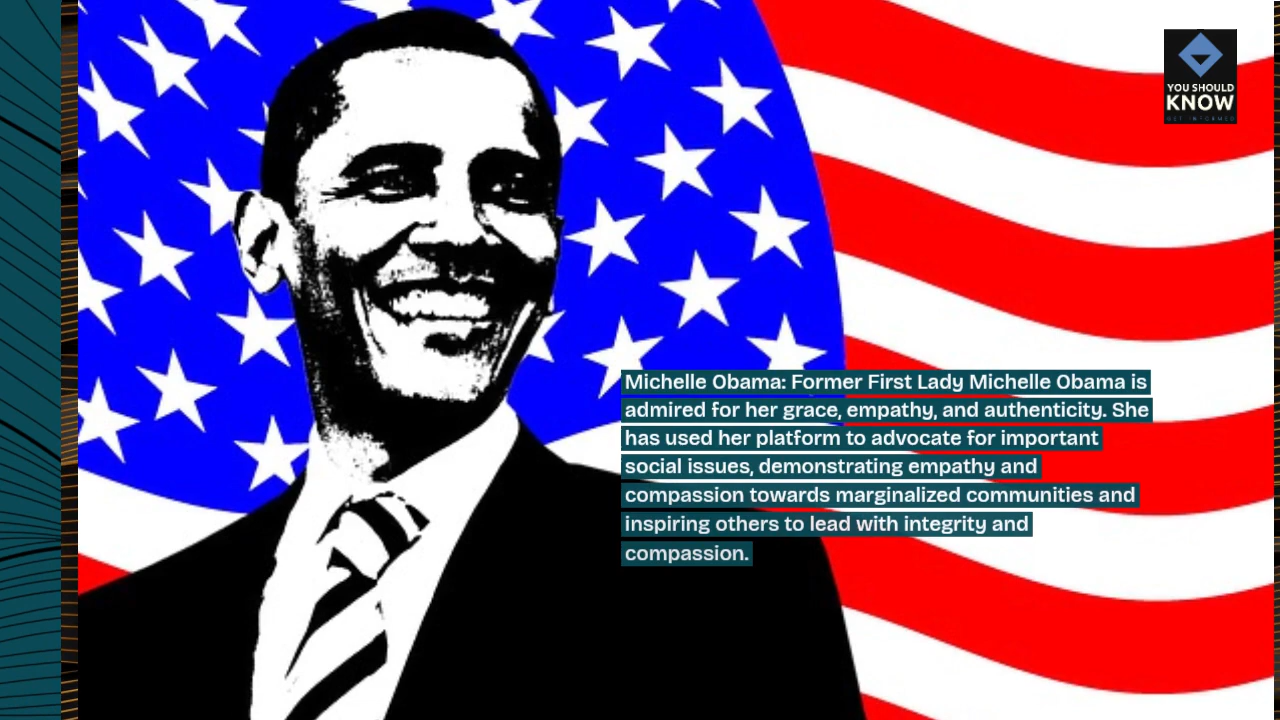 YOU SHOULD
KNOW
GET INFORMED
Michelle Obama: Former First Lady Michelle Obama is
admired for her grace, empathy, and authenticity. She
has used her platform to advocate for important
social issues, demonstrating empathy and
compassion towards marginalized communities and
inspiring others to lead with integrity and
compassion.